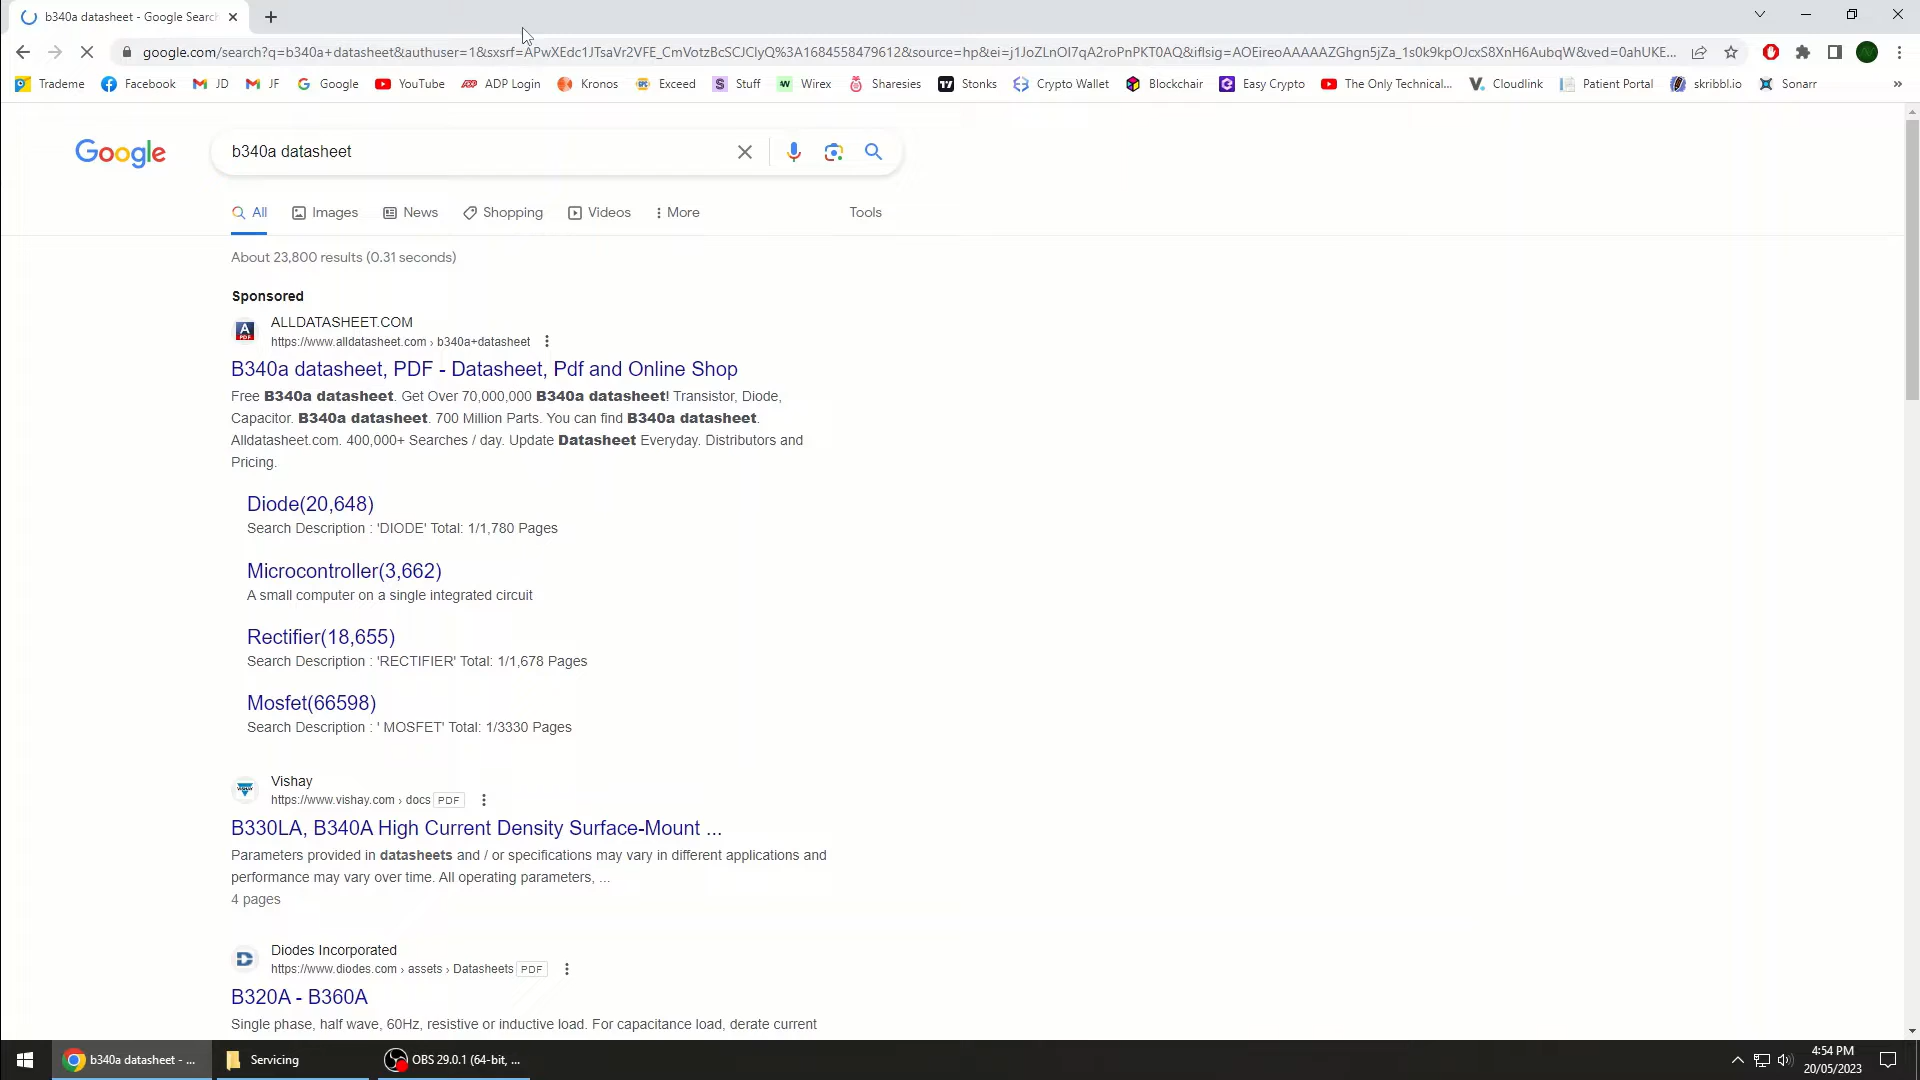 b340a datasheet - Google Search
google.com/search?q=b340a+datasheet&authuser=1&sxsrf=APwXEdc1JTsaVr2VFE_CmVotzBcSCJClyQ%3A1684558479612&source=hp&ei=j1JoZLnOI7qA2roPnPKT0AQ&iflsig=AOEireoAAAAAZGhgn5jZa_1s0k9kpOJcxS8XnH6AubqW&ved=0ahUKE...
Trademe Facebook JD JF Google YouTube ADP Login Kronos Exceed Stuff Wirex Sharesies Stonks Crypto Wallet Blockchair Easy Crypto The Only Technical... Cloudlink Patient Portal skribbl.io Sonarr »
Google
b340a datasheet
All Images News Shopping Videos More Tools
About 23,800 results (0.31 seconds)
Sponsored
ALLDATASHEET.COM
https://www.alldatasheet.com › b340a+datasheet
B340a datasheet, PDF - Datasheet, Pdf and Online Shop
Free B340a datasheet. Get Over 70,000,000 B340a datasheet! Transistor, Diode,
Capacitor. B340a datasheet. 700 Million Parts. You can find B340a datasheet.
Alldatasheet.com. 400,000+ Searches / day. Update Datasheet Everyday. Distributors and
Pricing.
Diode(20,648)
Search Description : 'DIODE' Total: 1/1,780 Pages
Microcontroller(3,662)
A small computer on a single integrated circuit
Rectifier(18,655)
Search Description : 'RECTIFIER' Total: 1/1,678 Pages
Mosfet(66598)
Search Description : ' MOSFET' Total: 1/3330 Pages
Vishay
https://www.vishay.com › docs PDF
B330LA, B340A High Current Density Surface-Mount ...
Parameters provided in datasheets and / or specifications may vary in different applications and
performance may vary over time. All operating parameters, ...
4 pages
Diodes Incorporated
https://www.diodes.com › assets › Datasheets PDF
B320A - B360A
Single phase, half wave, 60Hz, resistive or inductive load. For capacitance load, derate current
b340a datasheet - ... Servicing OBS 29.0.1 (64-bit, ...
4:54 PM
20/05/2023